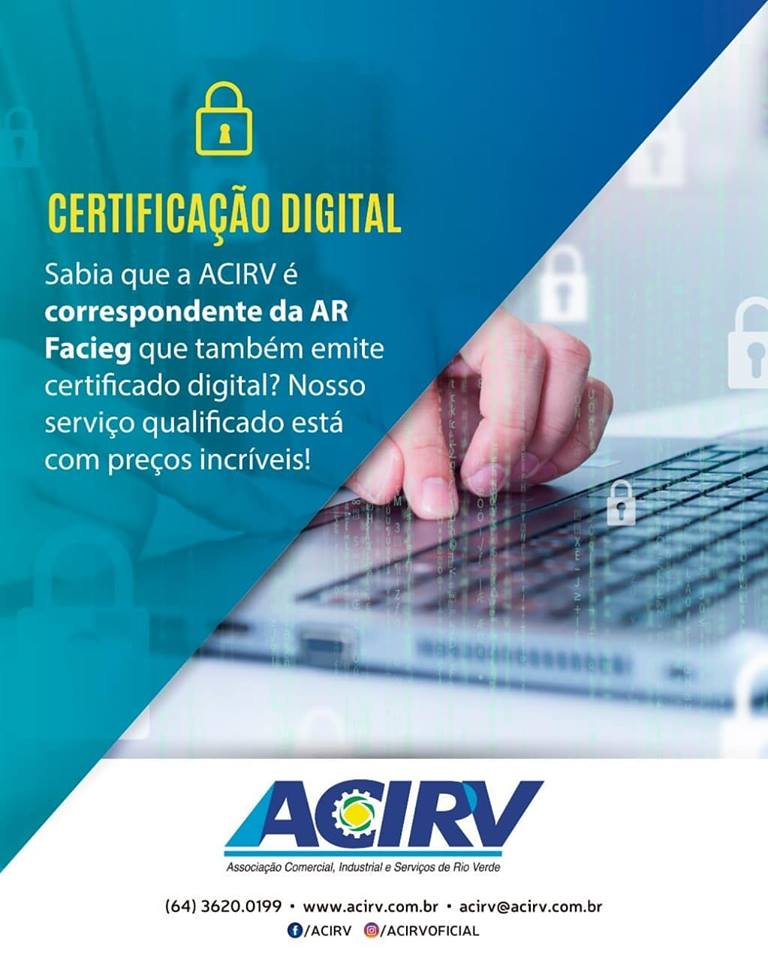 CERTIFICAÇÃO DIGITAL
Sabia que a ACIRV é
correspondente da AR
Facieg que também emite
certificado digital? Nosso
serviço qualificado está
com preços incríveis!
ACIRV
Associação Comercial, Industrial e Serviços de Rio Verde
(64) 3620.0199 • www.acirv.com.br • acirv@acirv.com.br
/ACIRV /ACIRVOFICIAL